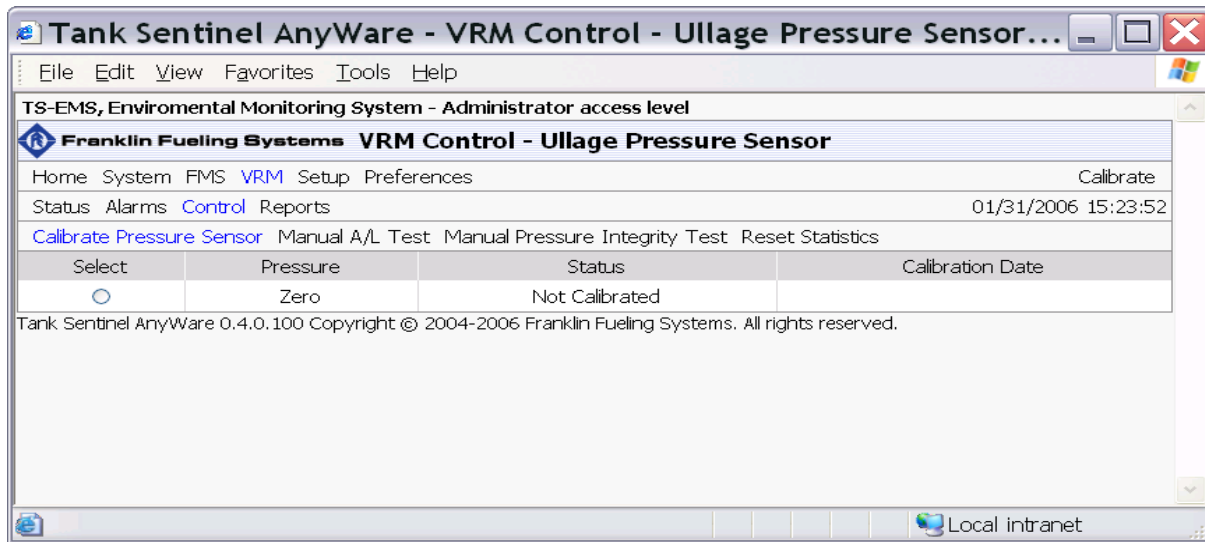 Tank Sentinel AnyWare - VRM Control - Ullage Pressure Sensor...
File Edit View Favorites Tools Help
TS-EMS, Enviromental Monitoring System - Administrator access level
Franklin Fueling Systems VRM Control - Ullage Pressure Sensor
Home System FMS VRM Setup Preferences Calibrate
Status Alarms Control Reports 01/31/2006 15:23:52
Calibrate Pressure Sensor Manual A/L Test Manual Pressure Integrity Test Reset Statistics
Select Pressure Status Calibration Date
Zero Not Calibrated
Tank Sentinel AnyWare 0.4.0.100 Copyright © 2004-2006 Franklin Fueling Systems. All rights reserved.
Local intranet